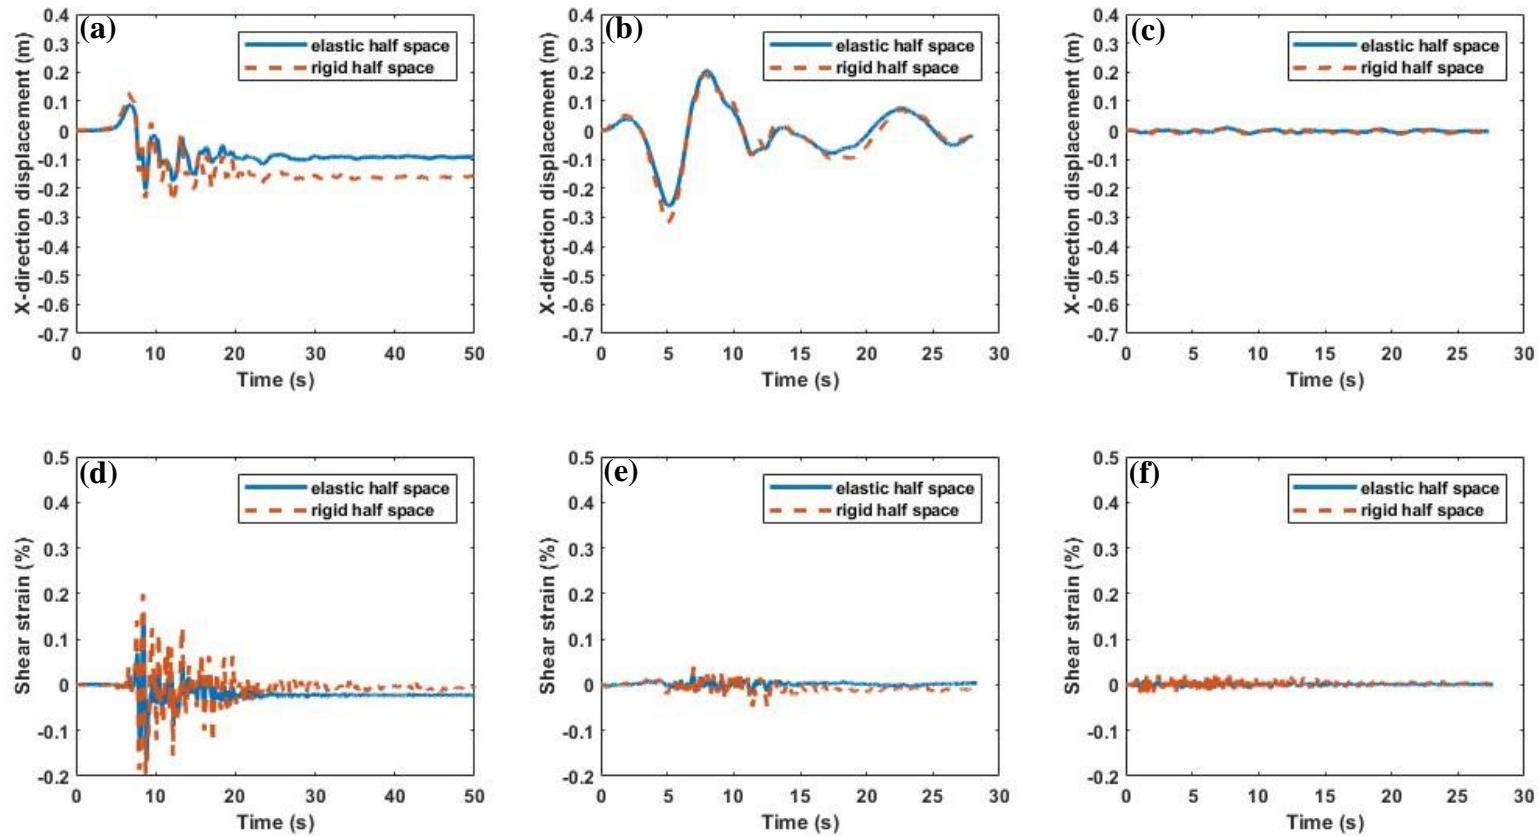 (a)
X-direction displacement (m)
0.4
0.3
0.2
0.1
0
-0.1
-0.2
-0.3
-0.4
-0.5
-0.6
-0.7
elastic half space
rigid half space
0 10 20 30 40 50
Time (s)
(b)
X-direction displacement (m)
0.4
0.3
0.2
0.1
0
-0.1
-0.2
-0.3
-0.4
-0.5
-0.6
-0.7
elastic half space
rigid half space
0 5 10 15 20 25 30
Time (s)
(c)
X-direction displacement (m)
0.4
0.3
0.2
0.1
0
-0.1
-0.2
-0.3
-0.4
-0.5
-0.6
-0.7
elastic half space
rigid half space
0 5 10 15 20 25 30
Time (s)
(d)
Shear strain (%)
0.5
0.4
0.3
0.2
0.1
0
-0.1
-0.2
elastic half space
rigid half space
0 10 20 30 40 50
Time (s)
(e)
Shear strain (%)
0.5
0.4
0.3
0.2
0.1
0
-0.1
-0.2
elastic half space
rigid half space
0 5 10 15 20 25 30
Time (s)
(f)
Shear strain (%)
0.5
0.4
0.3
0.2
0.1
0
-0.1
-0.2
elastic half space
rigid half space
0 5 10 15 20 25 30
Time (s)